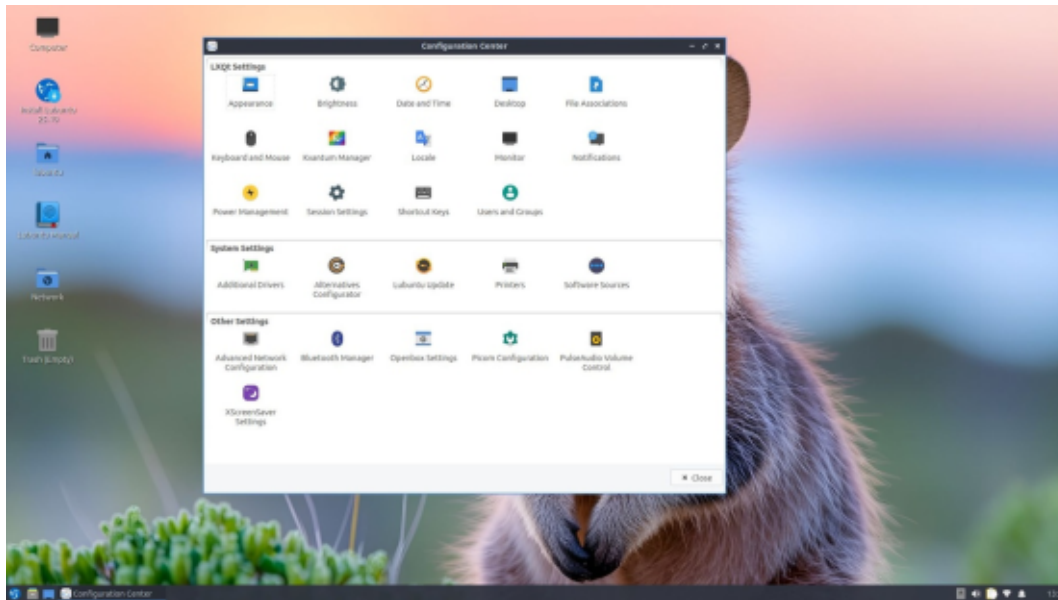 Computer
Install Lubuntu
25.10
lubuntu
Lubuntu Manual
Network
Trash (Empty)
Configuration Center
LXQt Settings
Appearance
Brightness
Date and Time
Desktop
File Associations
Keyboard and Mouse
Kvantum Manager
Locale
Monitor
Notifications
Power Management
Session Settings
Shortcut Keys
Users and Groups
System Settings
Additional Drivers
Alternatives
Configurator
Lubuntu Update
Printers
Software Sources
Other Settings
Advanced Network
Configuration
Bluetooth Manager
Openbox Settings
Picom Configuration
PulseAudio Volume
Control
XScreenSaver
Settings
Close
Configuration Center